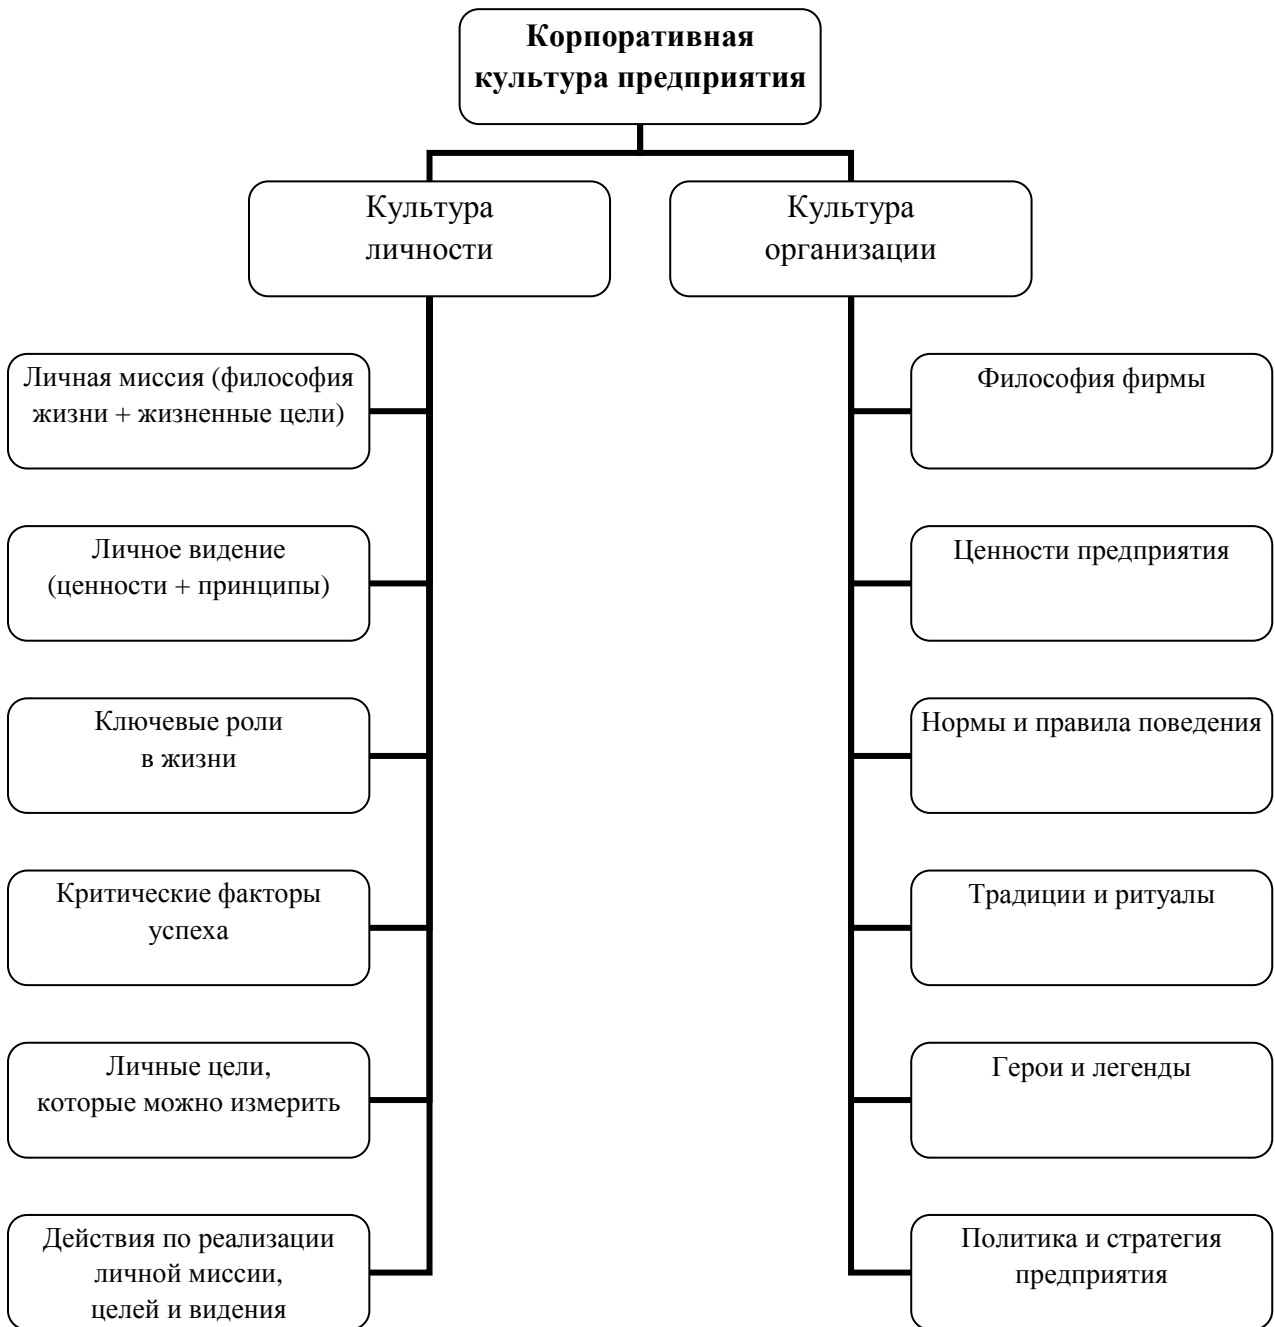 Корпоративная
культура предприятия
Культура
личности
Культура
организации
Личная миссия (философия
жизни + жизненные цели)
Философия фирмы
Личное видение
(ценности + принципы)
Ценности предприятия
Ключевые роли
в жизни
Нормы и правила поведения
Критические факторы
успеха
Традиции и ритуалы
Личные цели,
которые можно измерить
Герои и легенды
Действия по реализации
личной миссии,
целей и видения
Политика и стратегия
предприятия